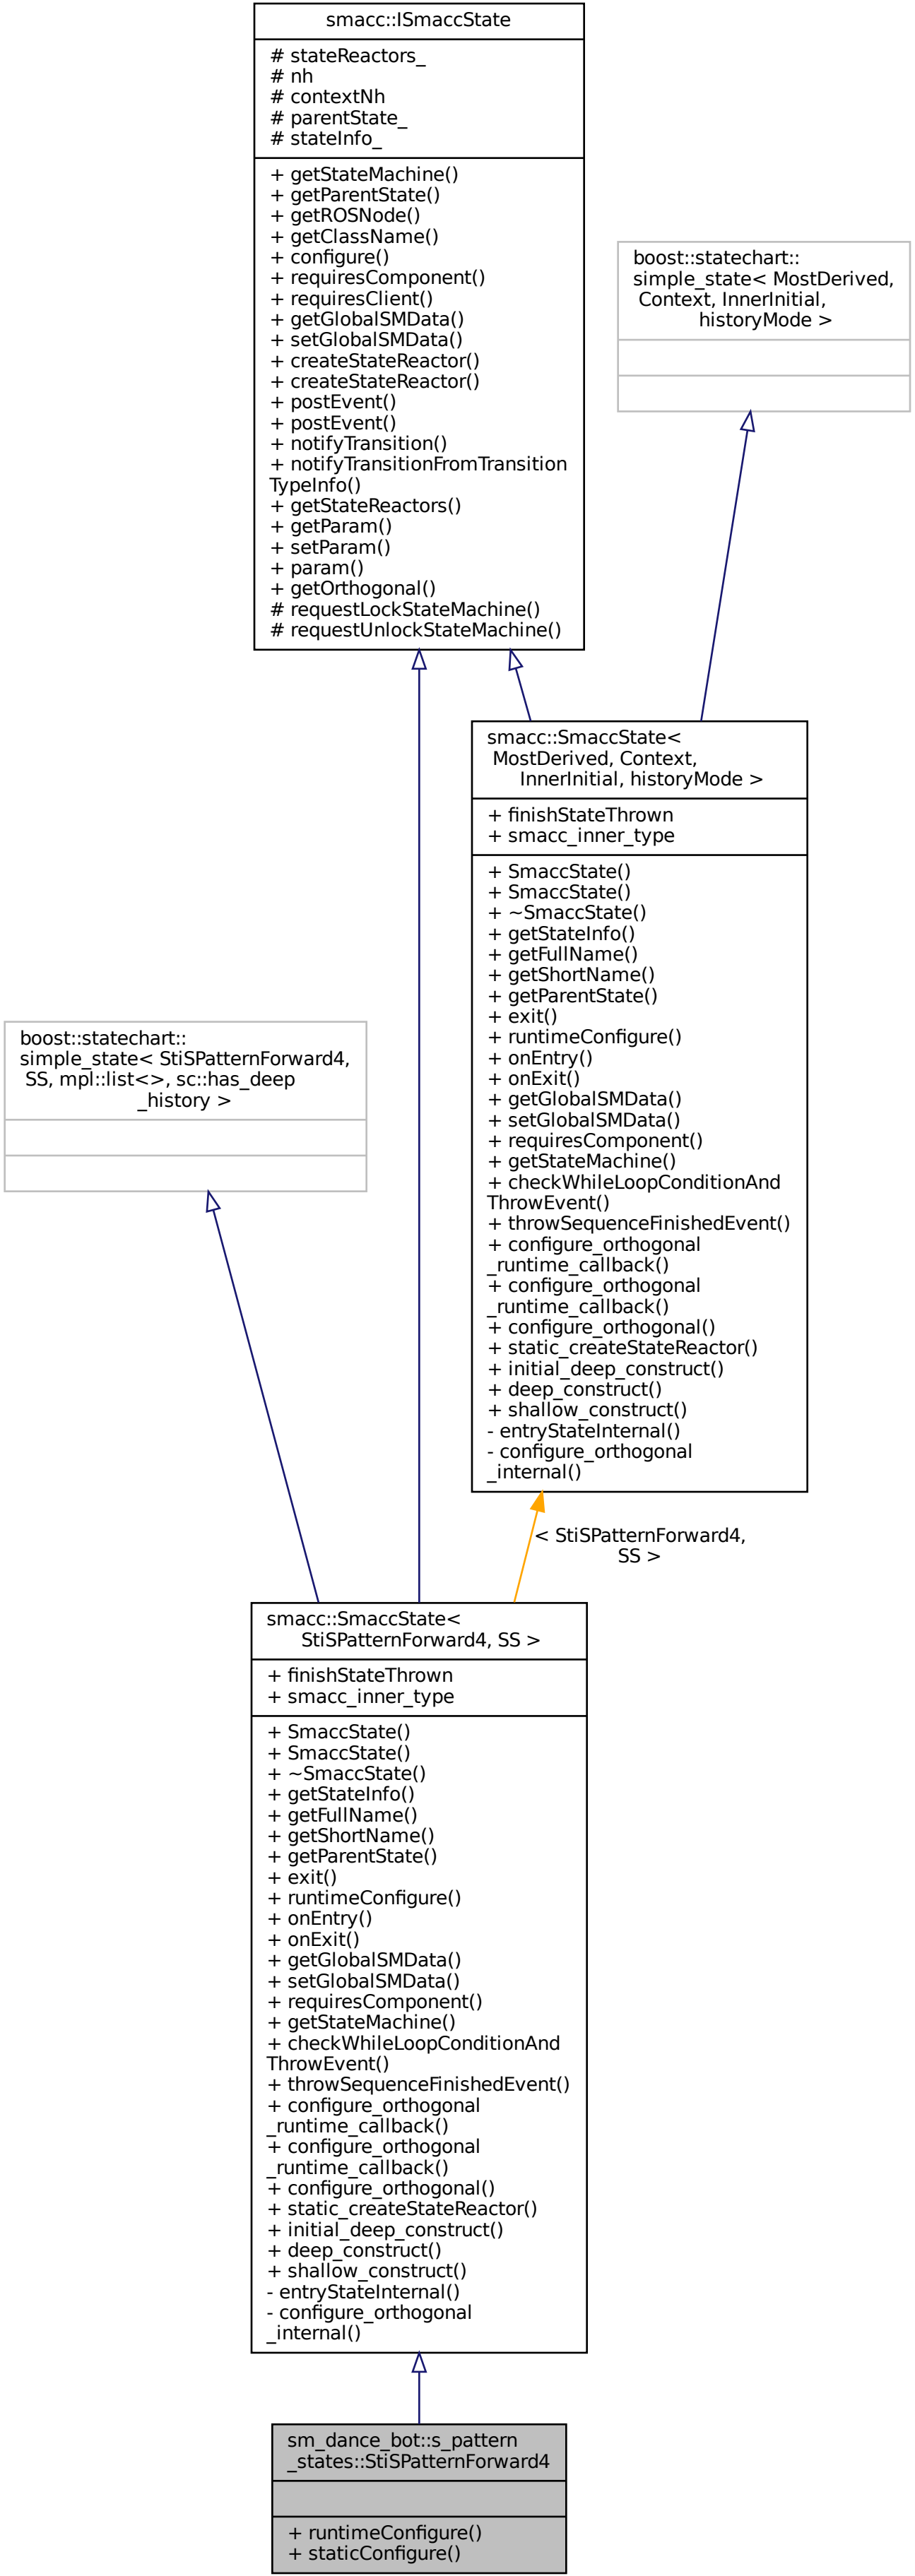 smacc::ISmaccState
# stateReactors_
# nh
# contextNh
# parentState_
# stateInfo_
+ getStateMachine()
+ getParentState()
+ getROSNode()
+ getClassName()
+ configure()
+ requiresComponent()
+ requiresClient()
+ getGlobalSMData()
+ setGlobalSMData()
+ createStateReactor()
+ createStateReactor()
+ postEvent()
+ postEvent()
+ notifyTransition()
+ notifyTransitionFromTransition
TypeInfo()
+ getStateReactors()
+ getParam()
+ setParam()
+ param()
+ getOrthogonal()
# requestLockStateMachine()
# requestUnlockStateMachine()
boost::statechart::
simple_state< MostDerived,
Context, InnerInitial,
historyMode >
smacc::SmaccState<
MostDerived, Context,
InnerInitial, historyMode >
+ finishStateThrown
+ smacc_inner_type
+ SmaccState()
+ SmaccState()
+ ~SmaccState()
+ getStateInfo()
+ getFullName()
+ getShortName()
+ getParentState()
+ exit()
+ runtimeConfigure()
+ onEntry()
+ onExit()
+ getGlobalSMData()
+ setGlobalSMData()
+ requiresComponent()
+ getStateMachine()
+ checkWhileLoopConditionAnd
ThrowEvent()
+ throwSequenceFinishedEvent()
+ configure_orthogonal
_runtime_callback()
+ configure_orthogonal
_runtime_callback()
+ configure_orthogonal()
+ static_createStateReactor()
+ initial_deep_construct()
+ deep_construct()
+ shallow_construct()
- entryStateInternal()
- configure_orthogonal
_internal()
boost::statechart::
simple_state< StiSPatternForward4,
SS, mpl::list<>, sc::has_deep
_history >
< StiSPatternForward4,
SS >
smacc::SmaccState<
StiSPatternForward4, SS >
+ finishStateThrown
+ smacc_inner_type
+ SmaccState()
+ SmaccState()
+ ~SmaccState()
+ getStateInfo()
+ getFullName()
+ getShortName()
+ getParentState()
+ exit()
+ runtimeConfigure()
+ onEntry()
+ onExit()
+ getGlobalSMData()
+ setGlobalSMData()
+ requiresComponent()
+ getStateMachine()
+ checkWhileLoopConditionAnd
ThrowEvent()
+ throwSequenceFinishedEvent()
+ configure_orthogonal
_runtime_callback()
+ configure_orthogonal
_runtime_callback()
+ configure_orthogonal()
+ static_createStateReactor()
+ initial_deep_construct()
+ deep_construct()
+ shallow_construct()
- entryStateInternal()
- configure_orthogonal
_internal()
sm_dance_bot::s_pattern
_states::StiSPatternForward4
+ runtimeConfigure()
+ staticConfigure()